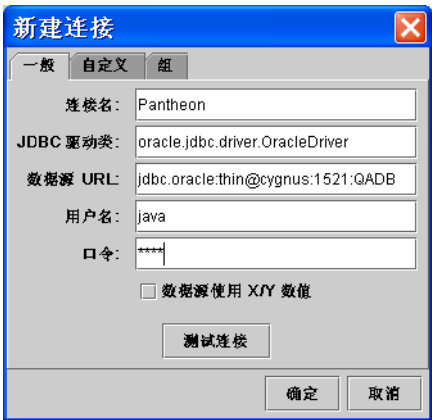 新建连接
一般 自定义 组
连接名: Pantheon
JDBC 驱动类: oracle.jdbc.driver.OracleDriver
数据源 URL: jdbc.oracle:thin@cygnus:1521:QADB
用户名: java
口令: ****
数据源使用 X/Y 数值
测试连接
确定 取消